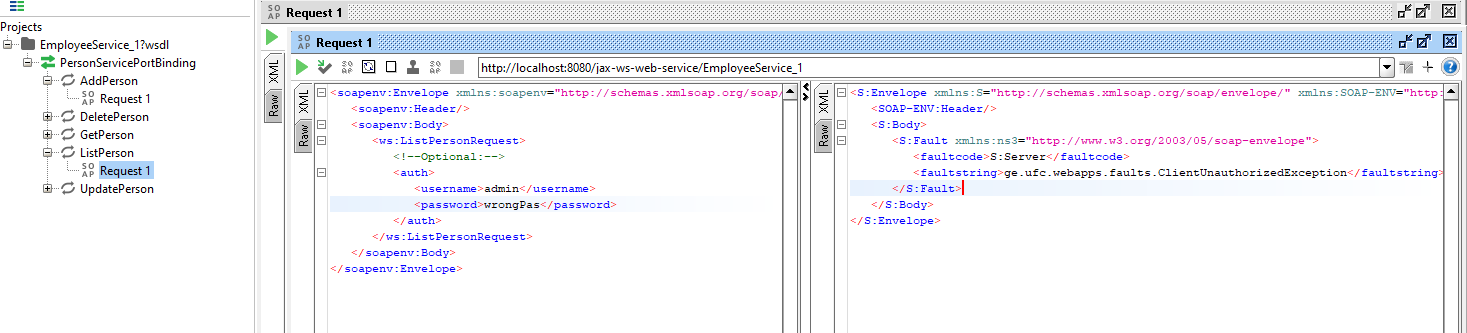 Projects
EmployeeService_1?wsdl
PersonServicePortBinding
AddPerson
SO AP Request 1
DeletePerson
GetPerson
ListPerson
SO AP Request 1
UpdatePerson
SO AP Request 1
SO AP Request 1
SO AP
http://localhost:8080/jax-ws-web-service/EmployeeService_1
XML
Raw
XML
Raw
<soapenv:Envelope xmlns:soapenv="http://schemas.xmlsoap.org/soap/
<soapenv:Header/>
<soapenv:Body>
<ws:ListPersonRequest>
<!--Optional:-->
<auth>
<username>admin</username>
<password>wrongPas</password>
</auth>
</ws:ListPersonRequest>
</soapenv:Body>
</soapenv:Envelope>
XML
Raw
<S:Envelope xmlns:S="http://schemas.xmlsoap.org/soap/envelope/" xmlns:SOAP-ENV="http:
<SOAP-ENV:Header/>
<S:Body>
<S:Fault xmlns:ns3="http://www.w3.org/2003/05/soap-envelope">
<faultcode>S:Server</faultcode>
<faultstring>ge.ufc.webapps.faults.ClientUnauthorizedException</faultstring>
</S:Fault>
</S:Body>
</S:Envelope>